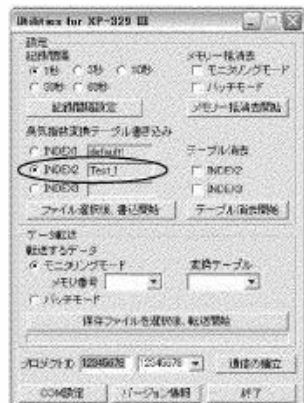 Utilities for XP-329 III
設定
記録間隔
1秒 3秒 10秒
30秒 60秒
記録間隔設定
メモリー一括消去
モニタリングモード
バッチモード
メモリー一括消去開始
臭気指数変換テーブル書き込み
INDEX1 default
INDEX2 Test_1
INDEX3
ファイル選択後、書込開始
テーブル消去
INDEX2
INDEX3
テーブル消去開始
データ転送
転送するデータ
モニタリングモード
メモリ番号
変換テーブル
バッチモード
保存ファイルを選択後、転送開始
プロダクトID 12345678 12345678 通信の確立
COM設定 バージョン情報 終了